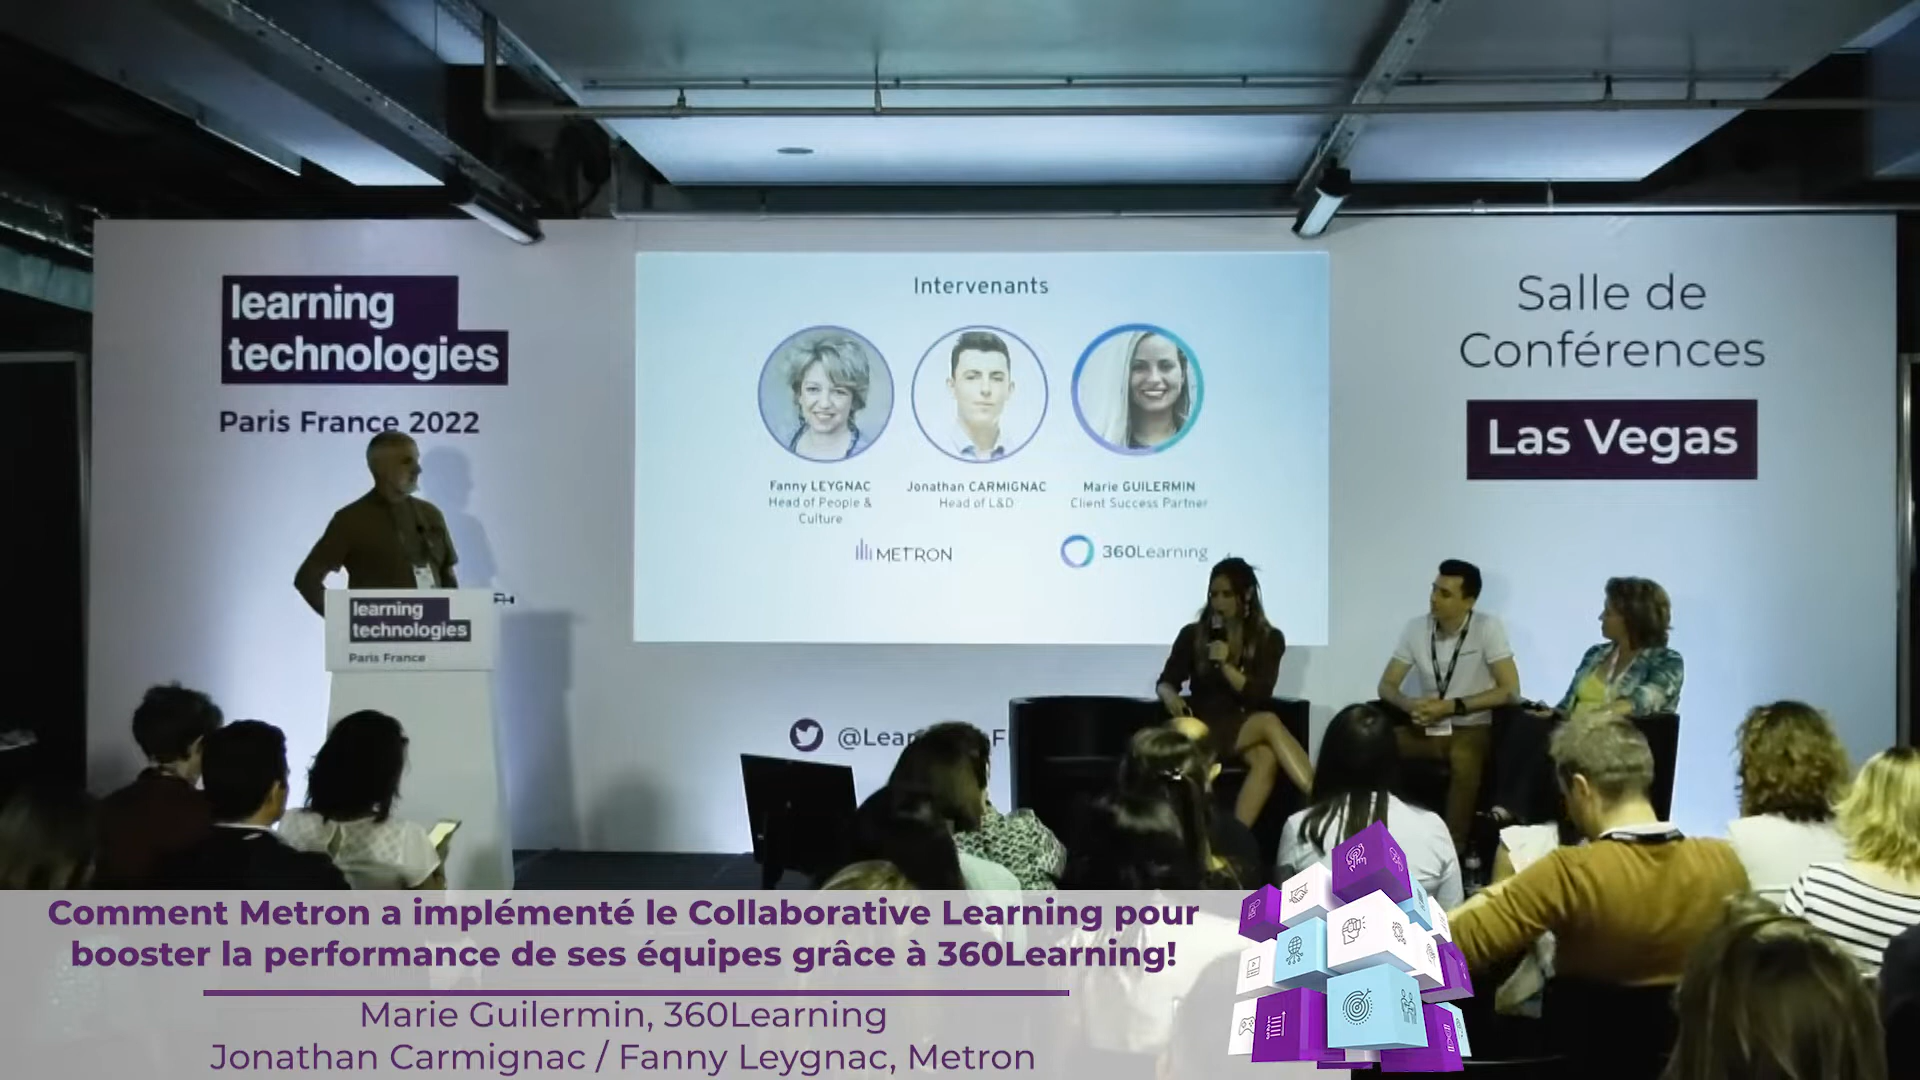 learning
technologies
Paris France 2022
Intervenants
Fanny LEYGNAC
Head of People &
Culture
Jonathan CARMIGNAC
Head of L&D
Marie GUILERMIN
Client Success Partner
METRON
360Learning
Salle de
Conférences
Las Vegas
learning
technologies
Paris France
Comment Metron a implémenté le Collaborative Learning pour
booster la performance de ses équipes grâce à 360Learning!
Marie Guilermin, 360Learning
Jonathan Carmignac / Fanny Leygnac, Metron